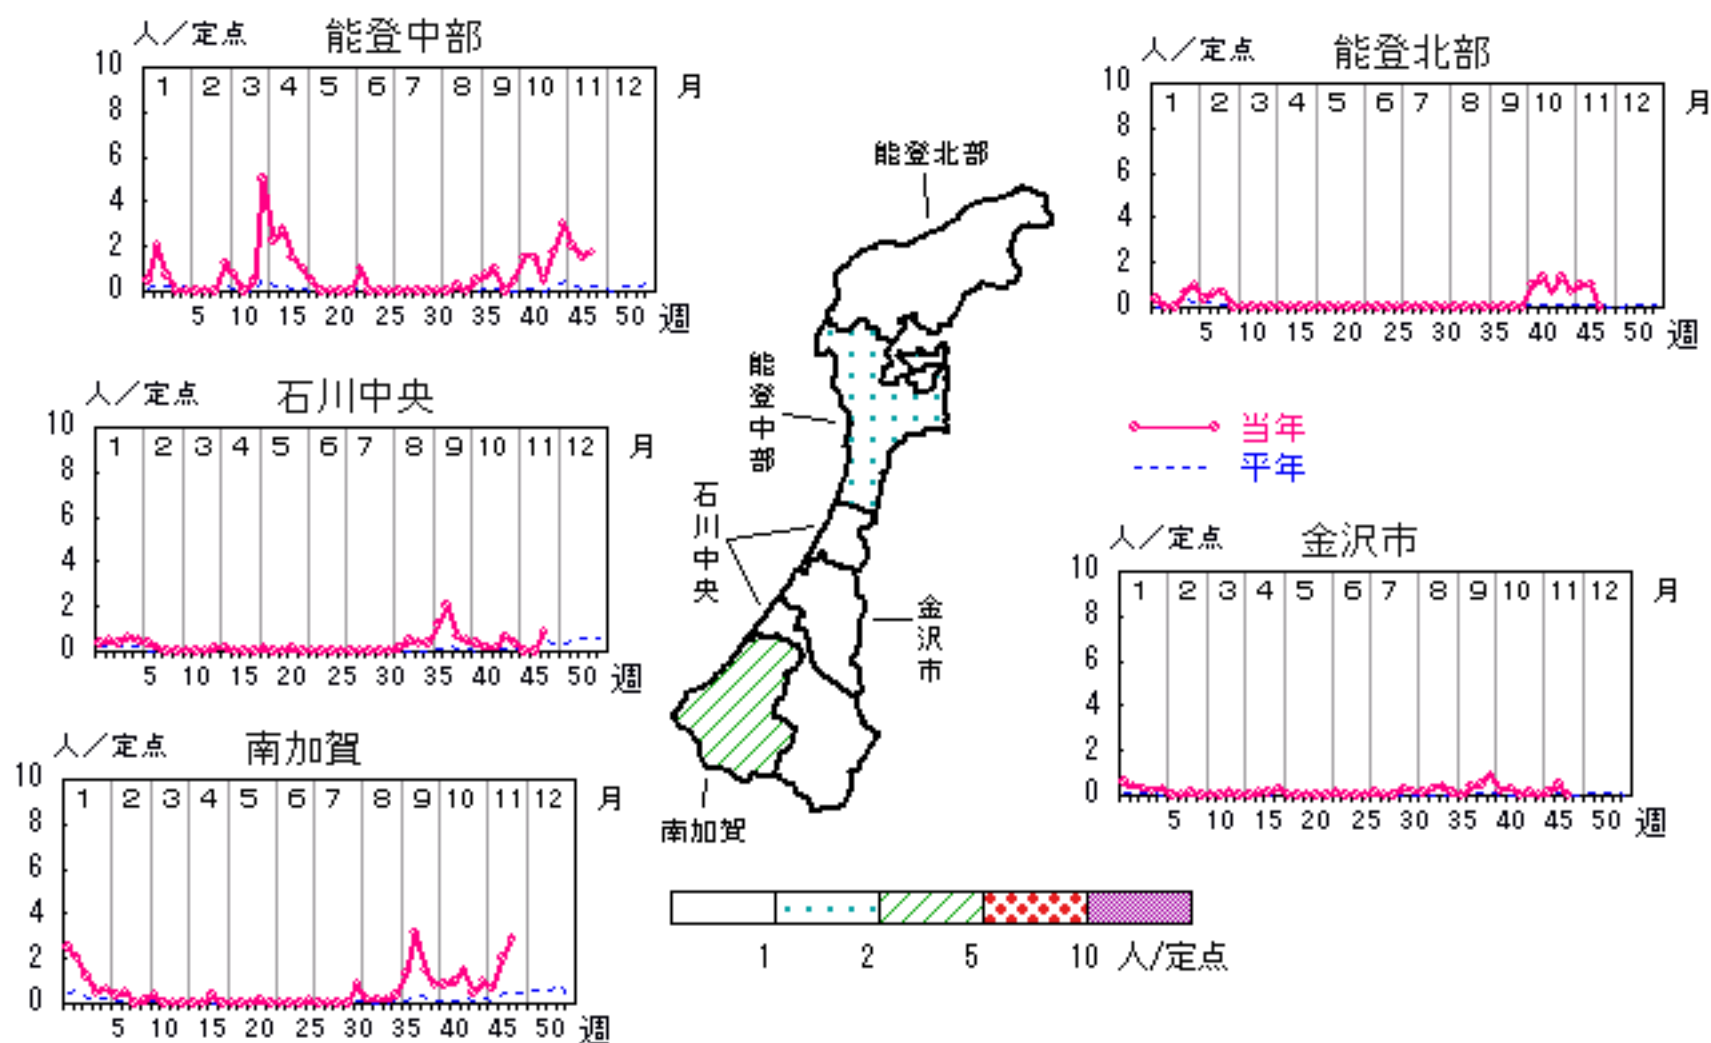 人／定点 能登中部
10 8 6 4 2 0
1 2 3 4 5 6 7 8 9 10 11 12 月
5 10 15 20 25 30 35 40 45 50 週
人／定点 能登北部
10 8 6 4 2 0
1 2 3 4 5 6 7 8 9 10 11 12 月
5 10 15 20 25 30 35 40 45 50 週
能登北部
能登中部
石川中央
金沢市
南加賀
人／定点 石川中央
10 8 6 4 2 0
1 2 3 4 5 6 7 8 9 10 11 12 月
5 10 15 20 25 30 35 40 45 50 週
当年
平年
人／定点 金沢市
10 8 6 4 2 0
1 2 3 4 5 6 7 8 9 10 11 12 月
5 10 15 20 25 30 35 40 45 50 週
人／定点 南加賀
10 8 6 4 2 0
1 2 3 4 5 6 7 8 9 10 11 12 月
5 10 15 20 25 30 35 40 45 50 週
1 2 5 10 人/定点